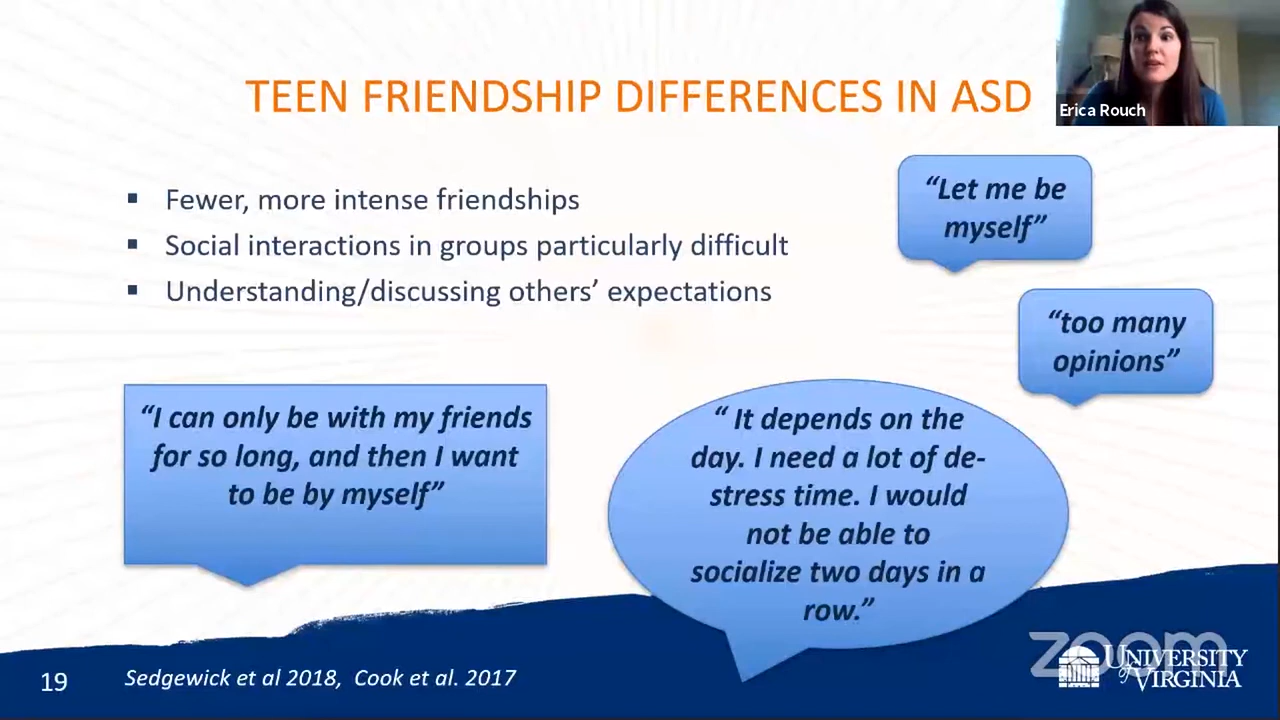 TEEN FRIENDSHIP DIFFERENCES IN ASD
Erica Rouch
▪ Fewer, more intense friendships
▪ Social interactions in groups particularly difficult
▪ Understanding/discussing others’ expectations
“Let me be
myself”
“too many
opinions”
“I can only be with my friends
for so long, and then I want
to be by myself”
“ It depends on the
day. I need a lot of de-
stress time. I would
not be able to
socialize two days in a
row.”
19
Sedgewick et al 2018, Cook et al. 2017
zoom
UNIVERSITY
of VIRGINIA